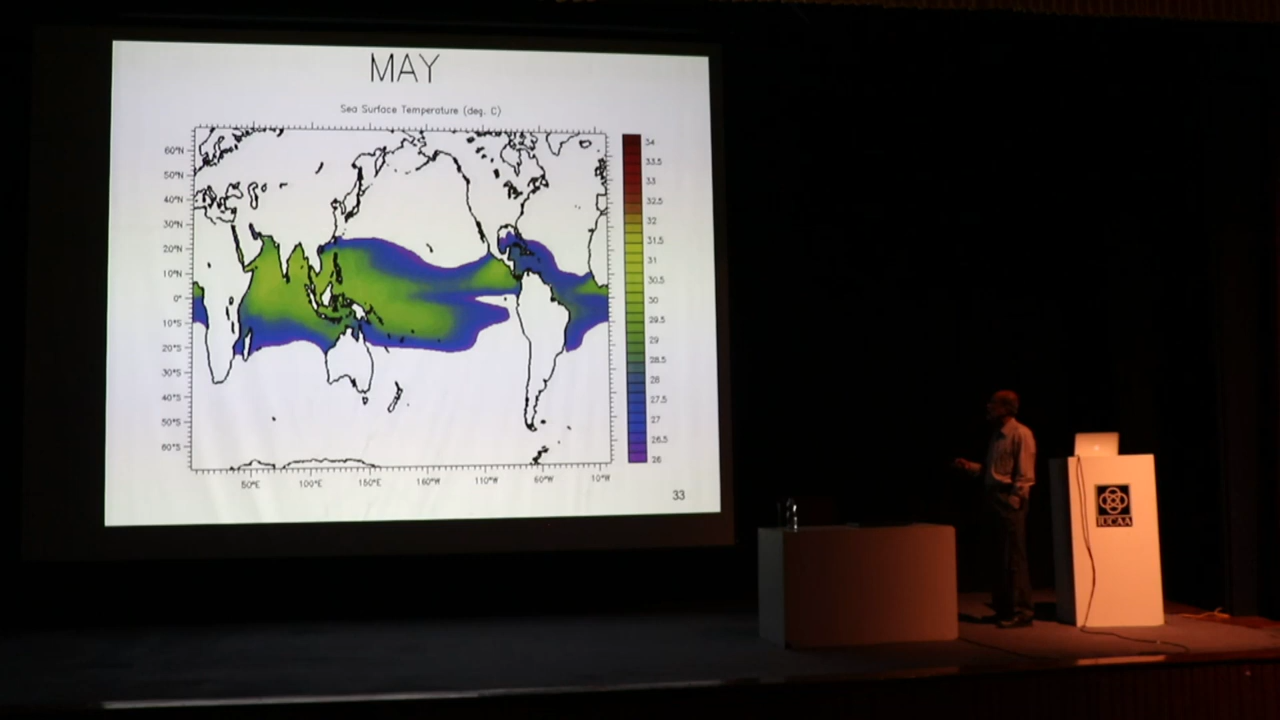 MAY
Sea Surface Temperature (deg. C)
60°N
50°N
40°N
30°N
20°N
10°N
0°
10°S
20°S
30°S
40°S
50°S
60°S
50°E 100°E 150°E 160°W 110°W 60°W 10°W
34
33.5
33
32.5
32
31.5
31
30.5
30
29.5
29
28.5
28
27.5
27
26.5
26
33
IUCAA